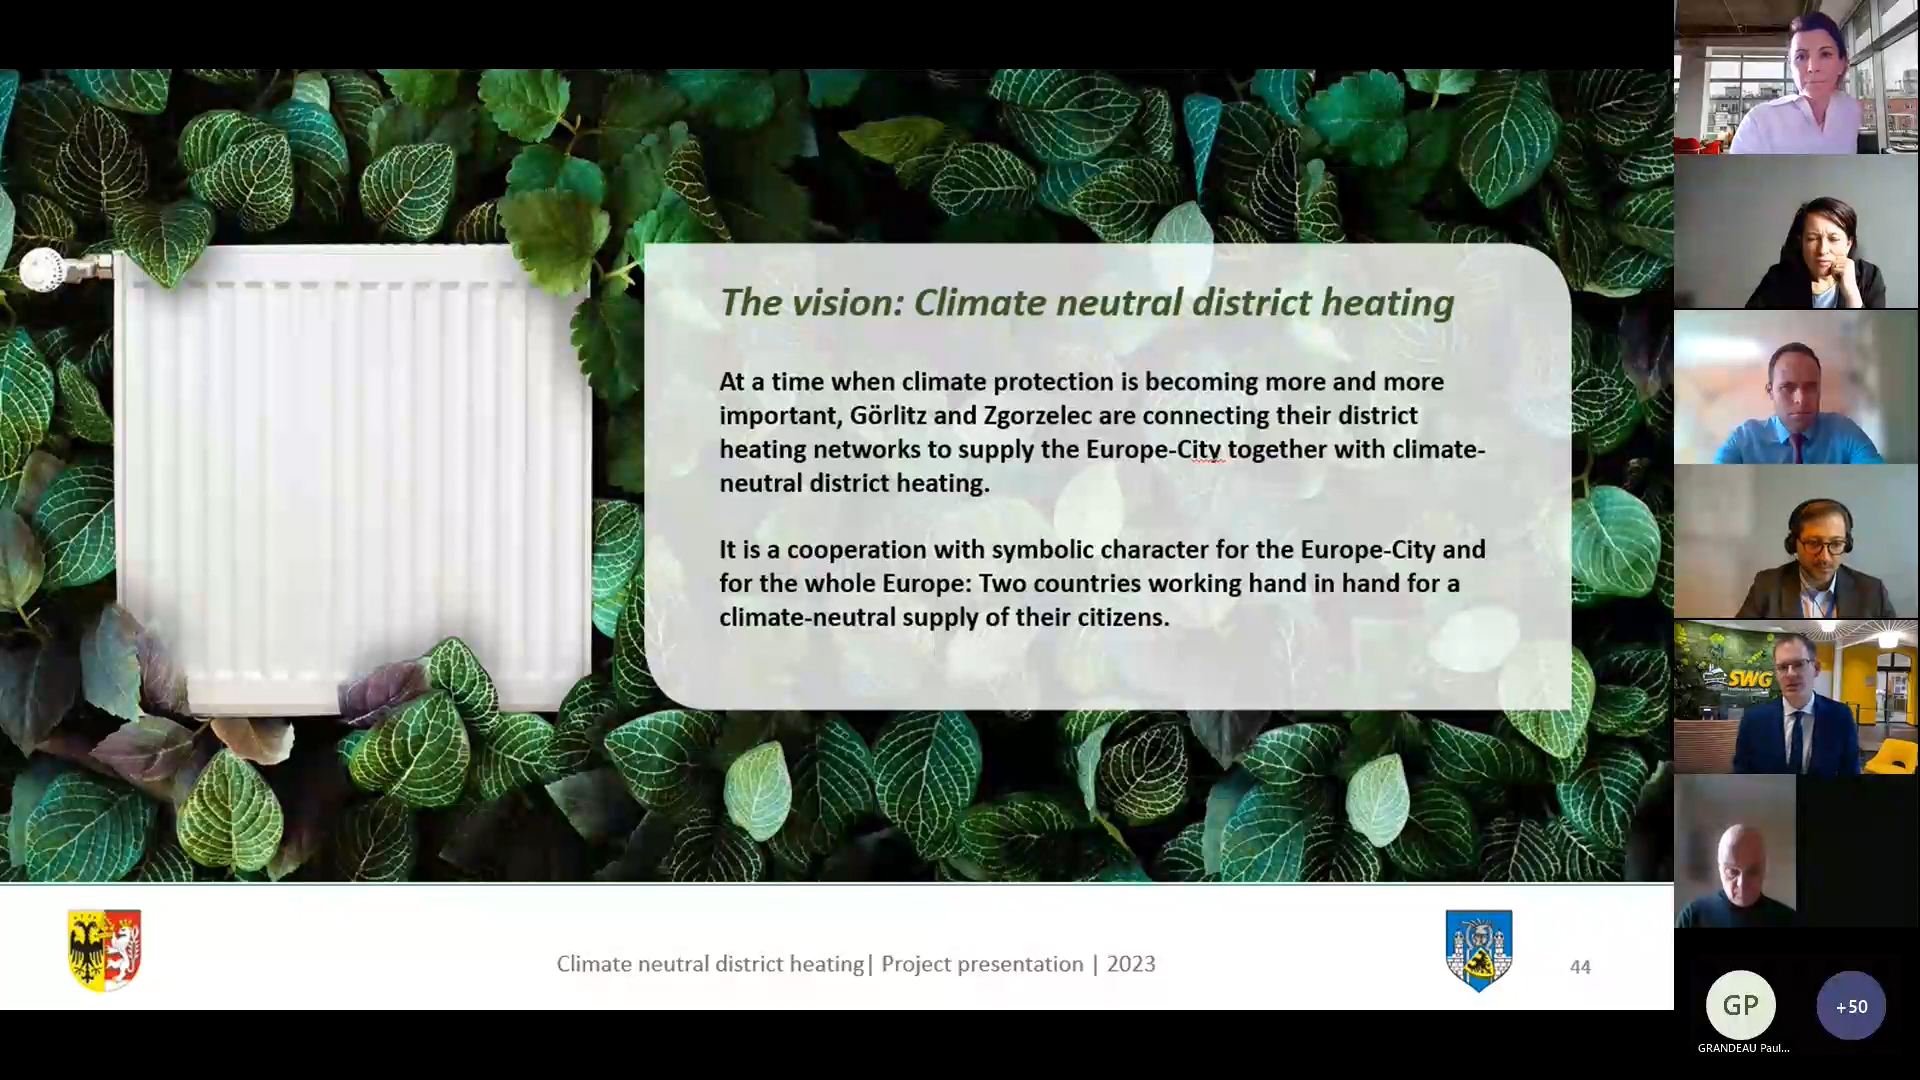 The vision: Climate neutral district heating
At a time when climate protection is becoming more and more
important, Görlitz and Zgorzelec are connecting their district
heating networks to supply the Europe-City together with climate-
neutral district heating.
It is a cooperation with symbolic character for the Europe-City and
for the whole Europe: Two countries working hand in hand for a
climate-neutral supply of their citizens.
Climate neutral district heating| Project presentation | 2023
44
SWG
GP
+50
GRANDEAU Paul...